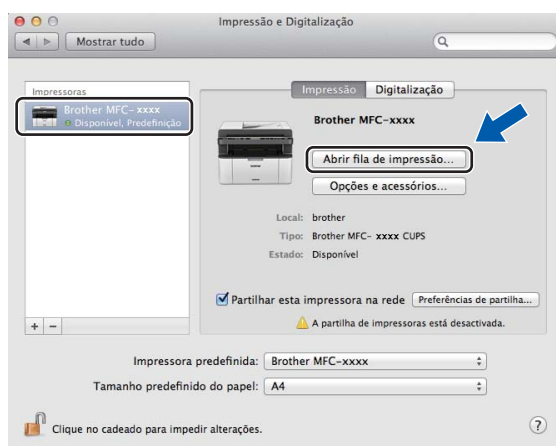 Impressão e Digitalização
Mostrar tudo
Impressoras
Brother MFC-xxxx
Disponível, Predefinição
Impressão Digitalização
Brother MFC-xxxx
Abrir fila de impressão...
Opções e acessórios...
Local: brother
Tipo: Brother MFC- xxxx CUPS
Estado: Disponível
Partilhar esta impressora na rede Preferências de partilha...
A partilha de impressoras está desactivada.
+ −
Impressora predefinida: Brother MFC-xxxx
Tamanho predefinido do papel: A4
Clique no cadeado para impedir alterações.
?